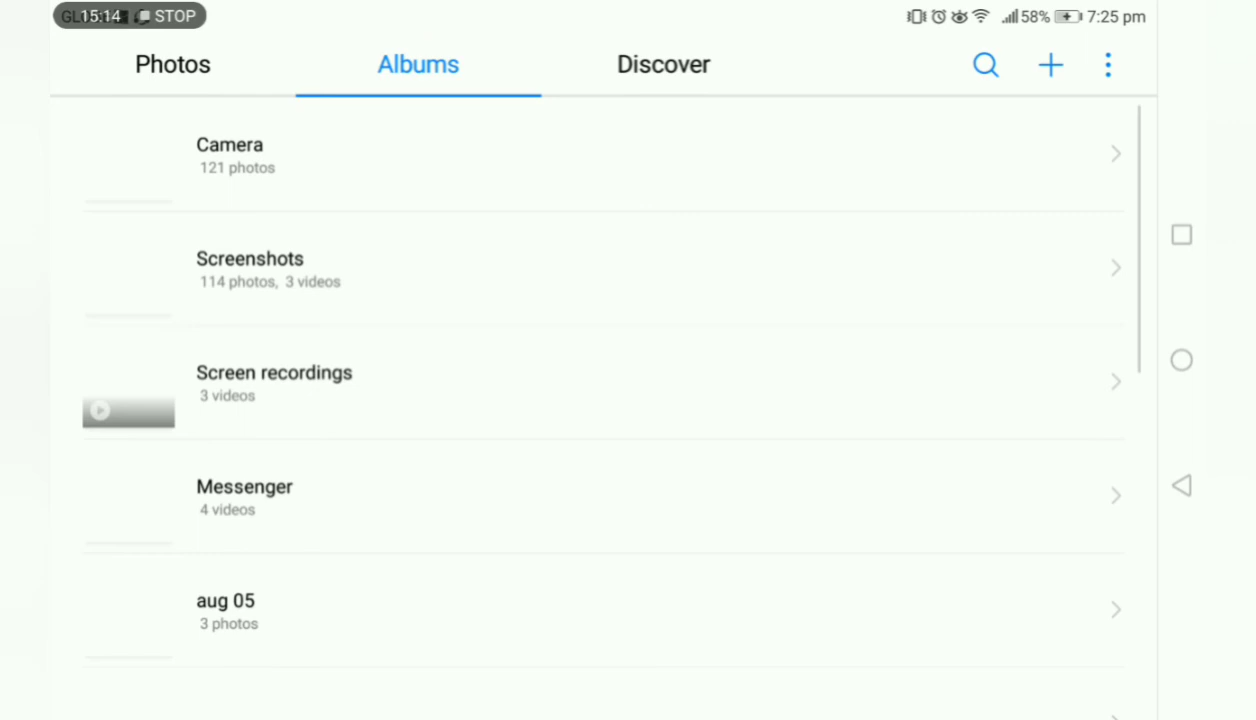 15:14 STOP
58% 7:25 pm
Photos
Albums
Discover
Camera
121 photos
Screenshots
114 photos, 3 videos
Screen recordings
3 videos
Messenger
4 videos
aug 05
3 photos